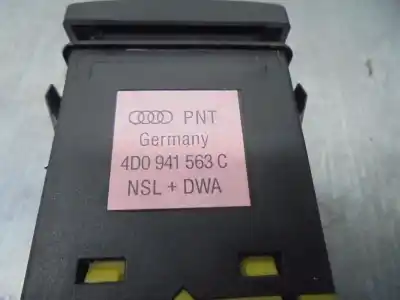 PNT
Germany
4D0 941 563 C
NSL + DWA